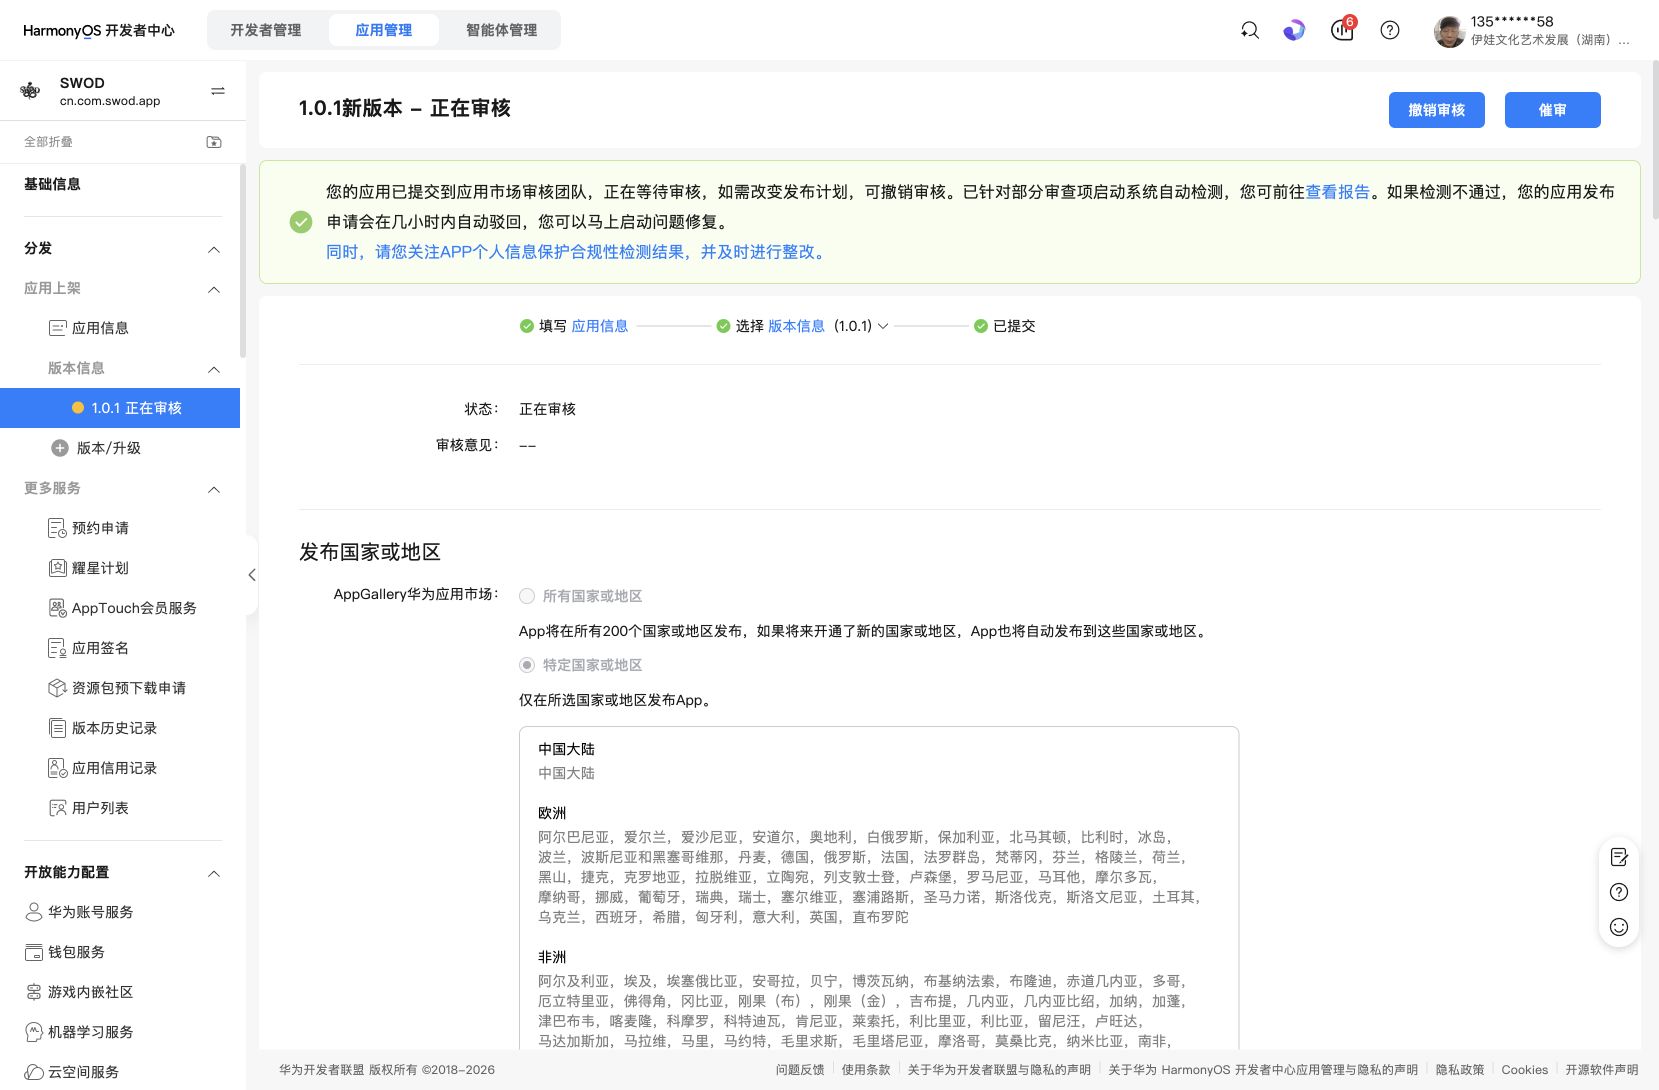 HarmonyOS 开发者中心
开发者管理
应用管理
智能体管理
6
135******58
伊娃文化艺术发展（湖南）...
SWOD
cn.com.swod.app
全部折叠
基础信息
分发
应用上架
应用信息
版本信息
1.0.1 正在审核
版本/升级
更多服务
预约申请
耀星计划
AppTouch会员服务
应用签名
资源包预下载申请
版本历史记录
应用信用记录
用户列表
开放能力配置
华为账号服务
钱包服务
游戏内嵌社区
机器学习服务
云空间服务
1.0.1新版本 – 正在审核
撤销审核
催审
您的应用已提交到应用市场审核团队，正在等待审核，如需改变发布计划，可撤销审核。已针对部分审查项启动系统自动检测，您可前往查看报告。如果检测不通过，您的应用发布
申请会在几小时内自动驳回，您可以马上启动问题修复。
同时，请您关注APP个人信息保护合规性检测结果，并及时进行整改。
填写 应用信息
选择 版本信息 (1.0.1)
已提交
状态： 正在审核
审核意见： --
发布国家或地区
AppGallery华为应用市场： 所有国家或地区
App将在所有200个国家或地区发布，如果将来开通了新的国家或地区，App也将自动发布到这些国家或地区。
特定国家或地区
仅在所选国家或地区发布App。
中国大陆
中国大陆
欧洲
阿尔巴尼亚，爱尔兰，爱沙尼亚，安道尔，奥地利，白俄罗斯，保加利亚，北马其顿，比利时，冰岛，
波兰，波斯尼亚和黑塞哥维那，丹麦，德国，俄罗斯，法国，法罗群岛，梵蒂冈，芬兰，格陵兰，荷兰，
黑山，捷克，克罗地亚，拉脱维亚，立陶宛，列支敦士登，卢森堡，罗马尼亚，马耳他，摩尔多瓦，
摩纳哥，挪威，葡萄牙，瑞典，瑞士，塞尔维亚，塞浦路斯，圣马力诺，斯洛伐克，斯洛文尼亚，土耳其，
乌克兰，西班牙，希腊，匈牙利，意大利，英国，直布罗陀
非洲
阿尔及利亚，埃及，埃塞俄比亚，安哥拉，贝宁，博茨瓦纳，布基纳法索，布隆迪，赤道几内亚，多哥，
厄立特里亚，佛得角，冈比亚，刚果（布），刚果（金），吉布提，几内亚，几内亚比绍，加纳，加蓬，
津巴布韦，喀麦隆，科摩罗，科特迪瓦，肯尼亚，莱索托，利比里亚，利比亚，留尼汪，卢旺达，
马达加斯加，马拉维，马里，马约特，毛里求斯，毛里塔尼亚，摩洛哥，莫桑比克，纳米比亚，南非，
华为开发者联盟 版权所有 ©2018-2026
问题反馈
使用条款
关于华为开发者联盟与隐私的声明
关于华为 HarmonyOS 开发者中心应用管理与隐私的声明
隐私政策
Cookies
开源软件声明